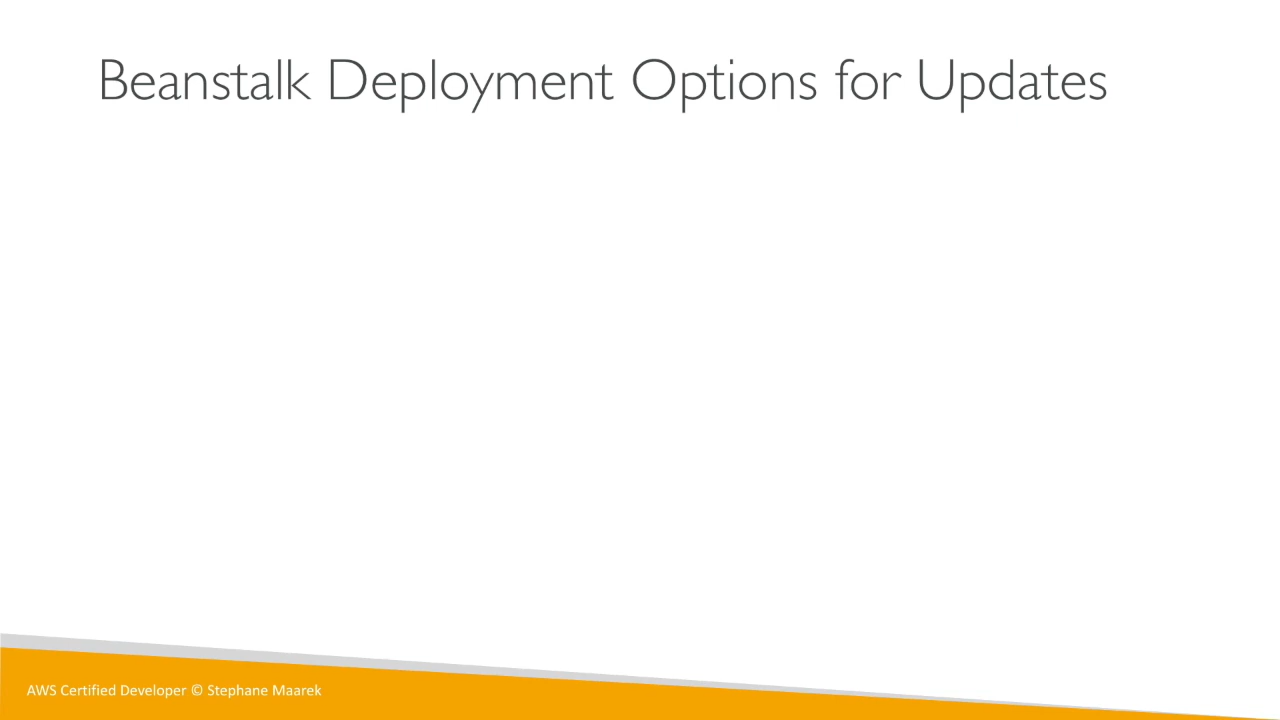 Beanstalk Deployment Options for Updates
AWS Certified Developer © Stephane Maarek